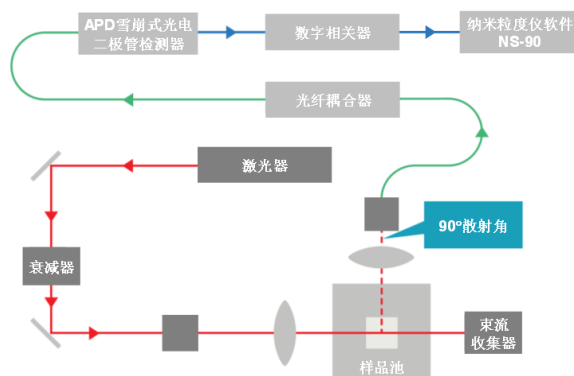 APD雪崩式光电
二极管检测器
数字相关器
纳米粒度仪软件
NS-90
光纤耦合器
激光器
90°散射角
衰减器
束流
收集器
样品池